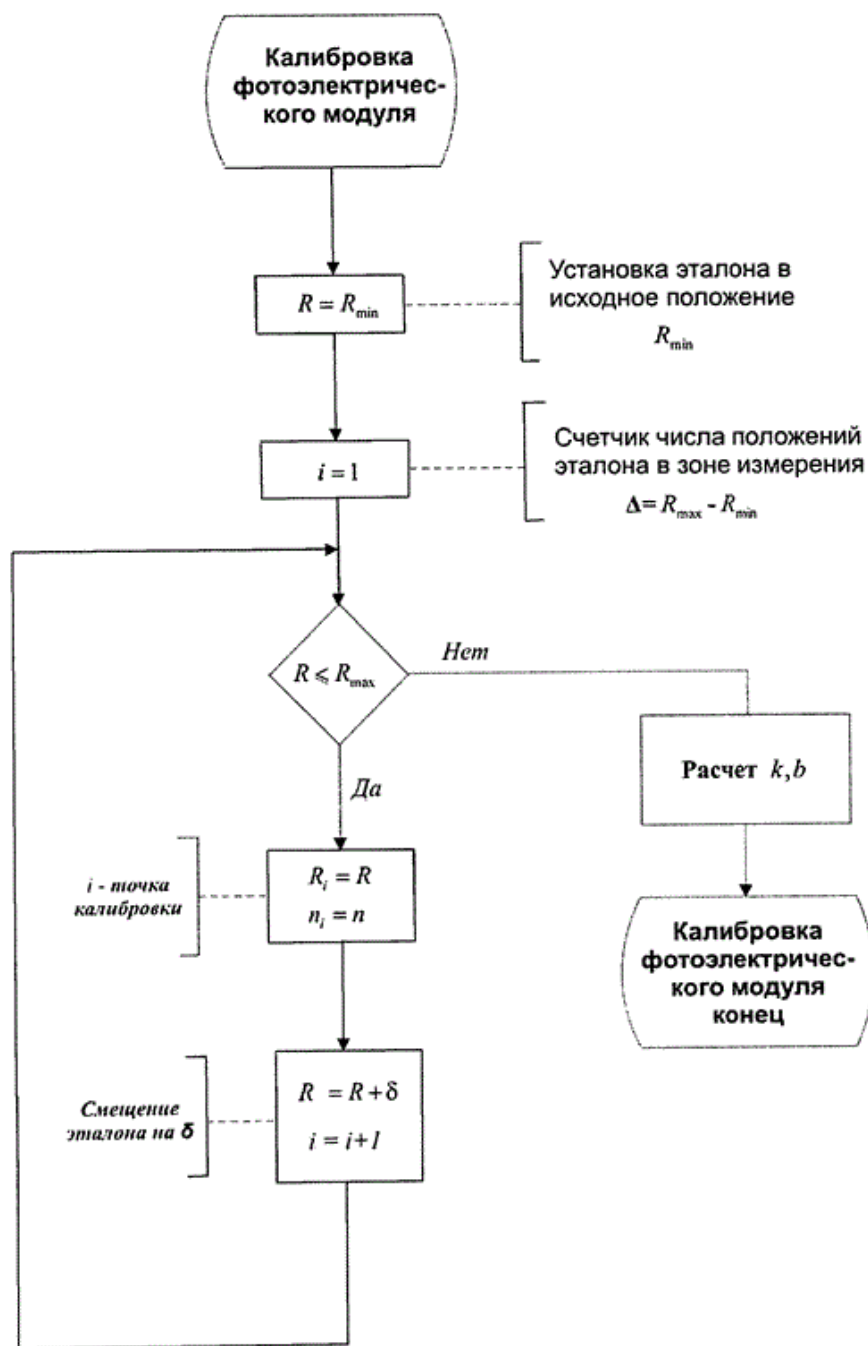 Калибровка
фотоэлектричес-
кого модуля
R = R_min
Установка эталона в
исходное положение
R_min
i = 1
Счетчик числа положений
эталона в зоне измерения
Δ= R_max - R_min
R ⩽ R_max
Нет
Да
Расчет k,b
i - точка
калибровки
R_i = R
n_i = n
Калибровка
фотоэлектричес-
кого модуля
конец
Смещение
эталона на δ
R = R+δ
i = i+1